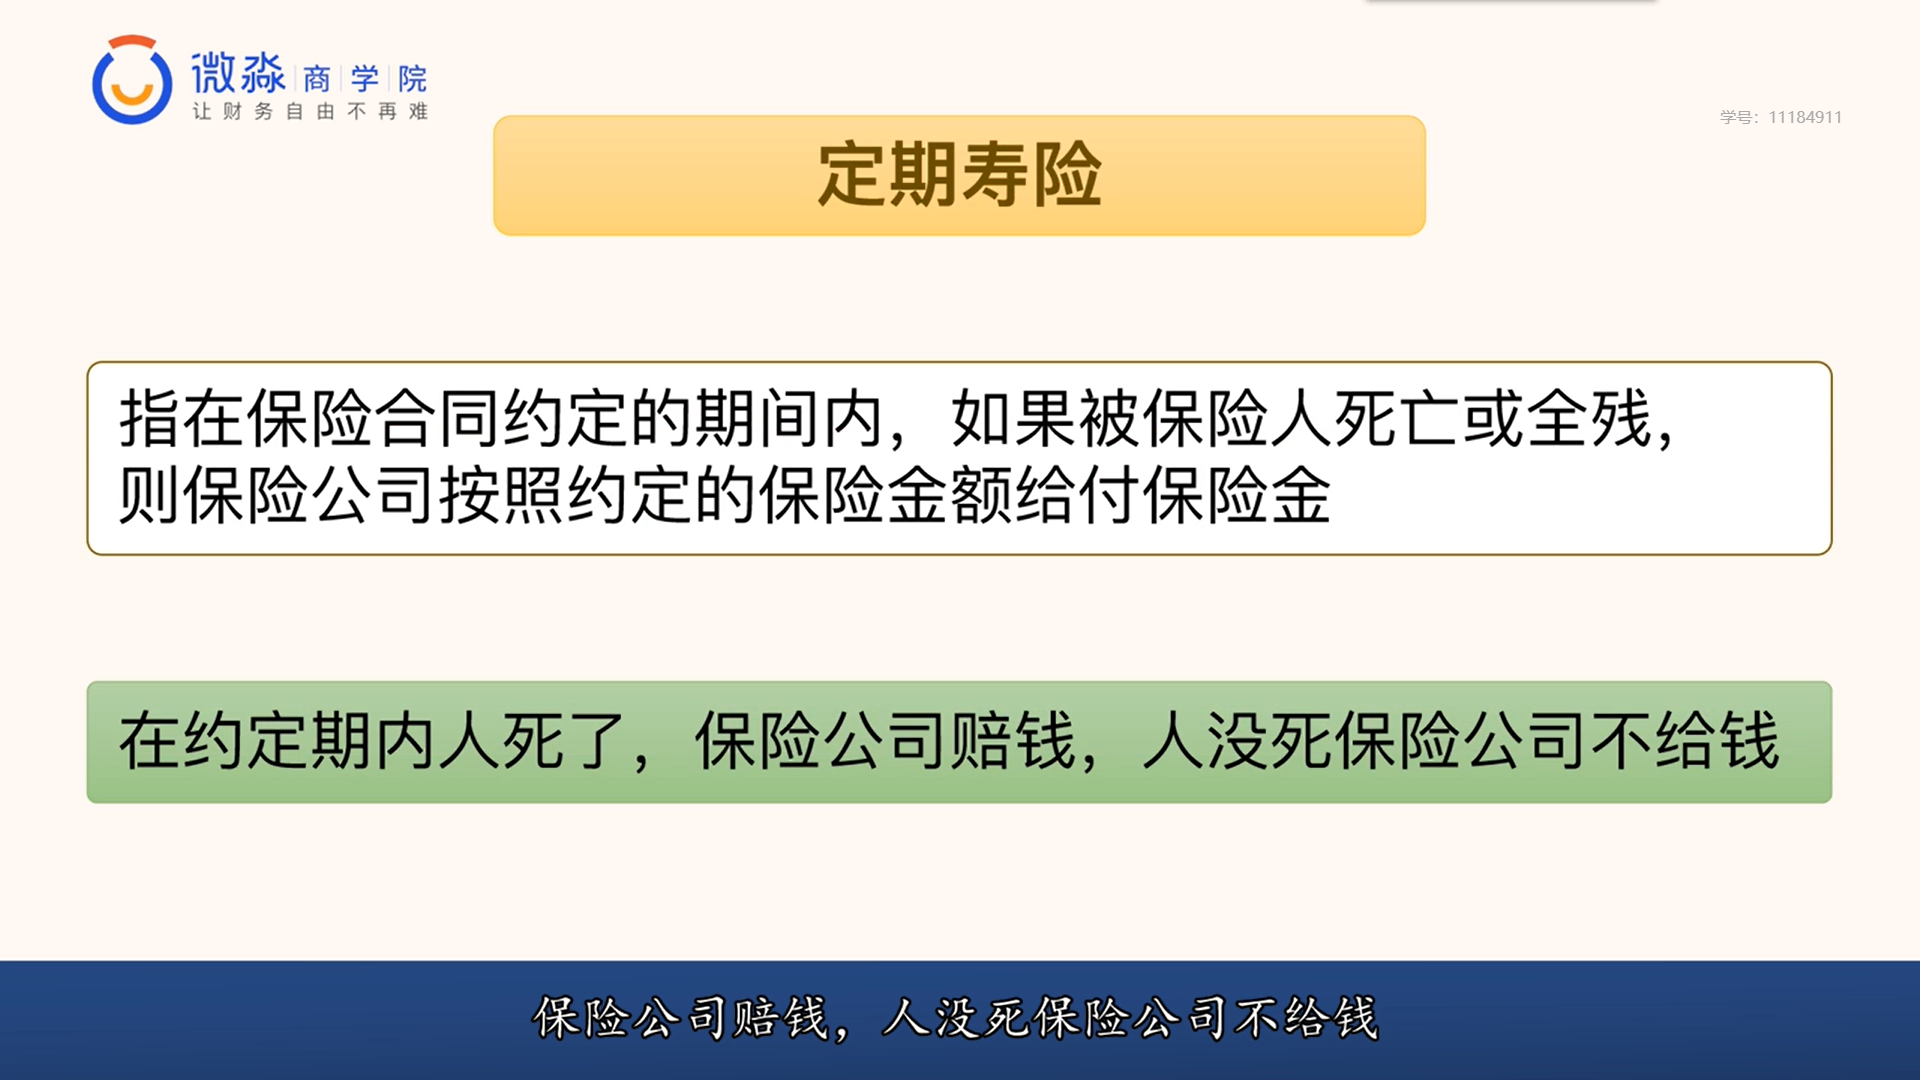 微淼商学院
让财务自由不再难
学号：11184911
定期寿险
指在保险合同约定的期间内，如果被保险人死亡或全残，
则保险公司按照约定的保险金额给付保险金
在约定期内人死了，保险公司赔钱，人没死保险公司不给钱
保险公司赔钱，人没死保险公司不给钱